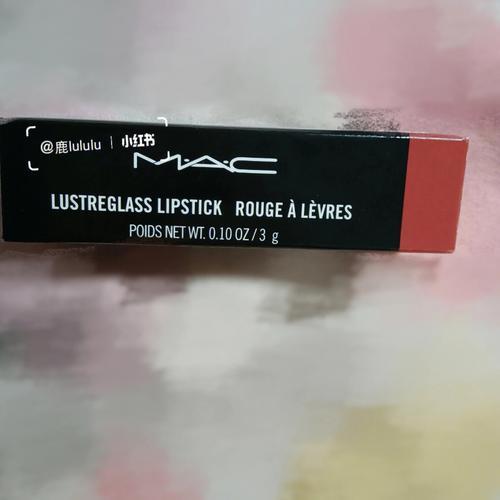 @鹿lululu | 小红书
MAC
LUSTREGLASS LIPSTICK ROUGE À LÈVRES
POIDS NET WT. 0.10 OZ / 3 g